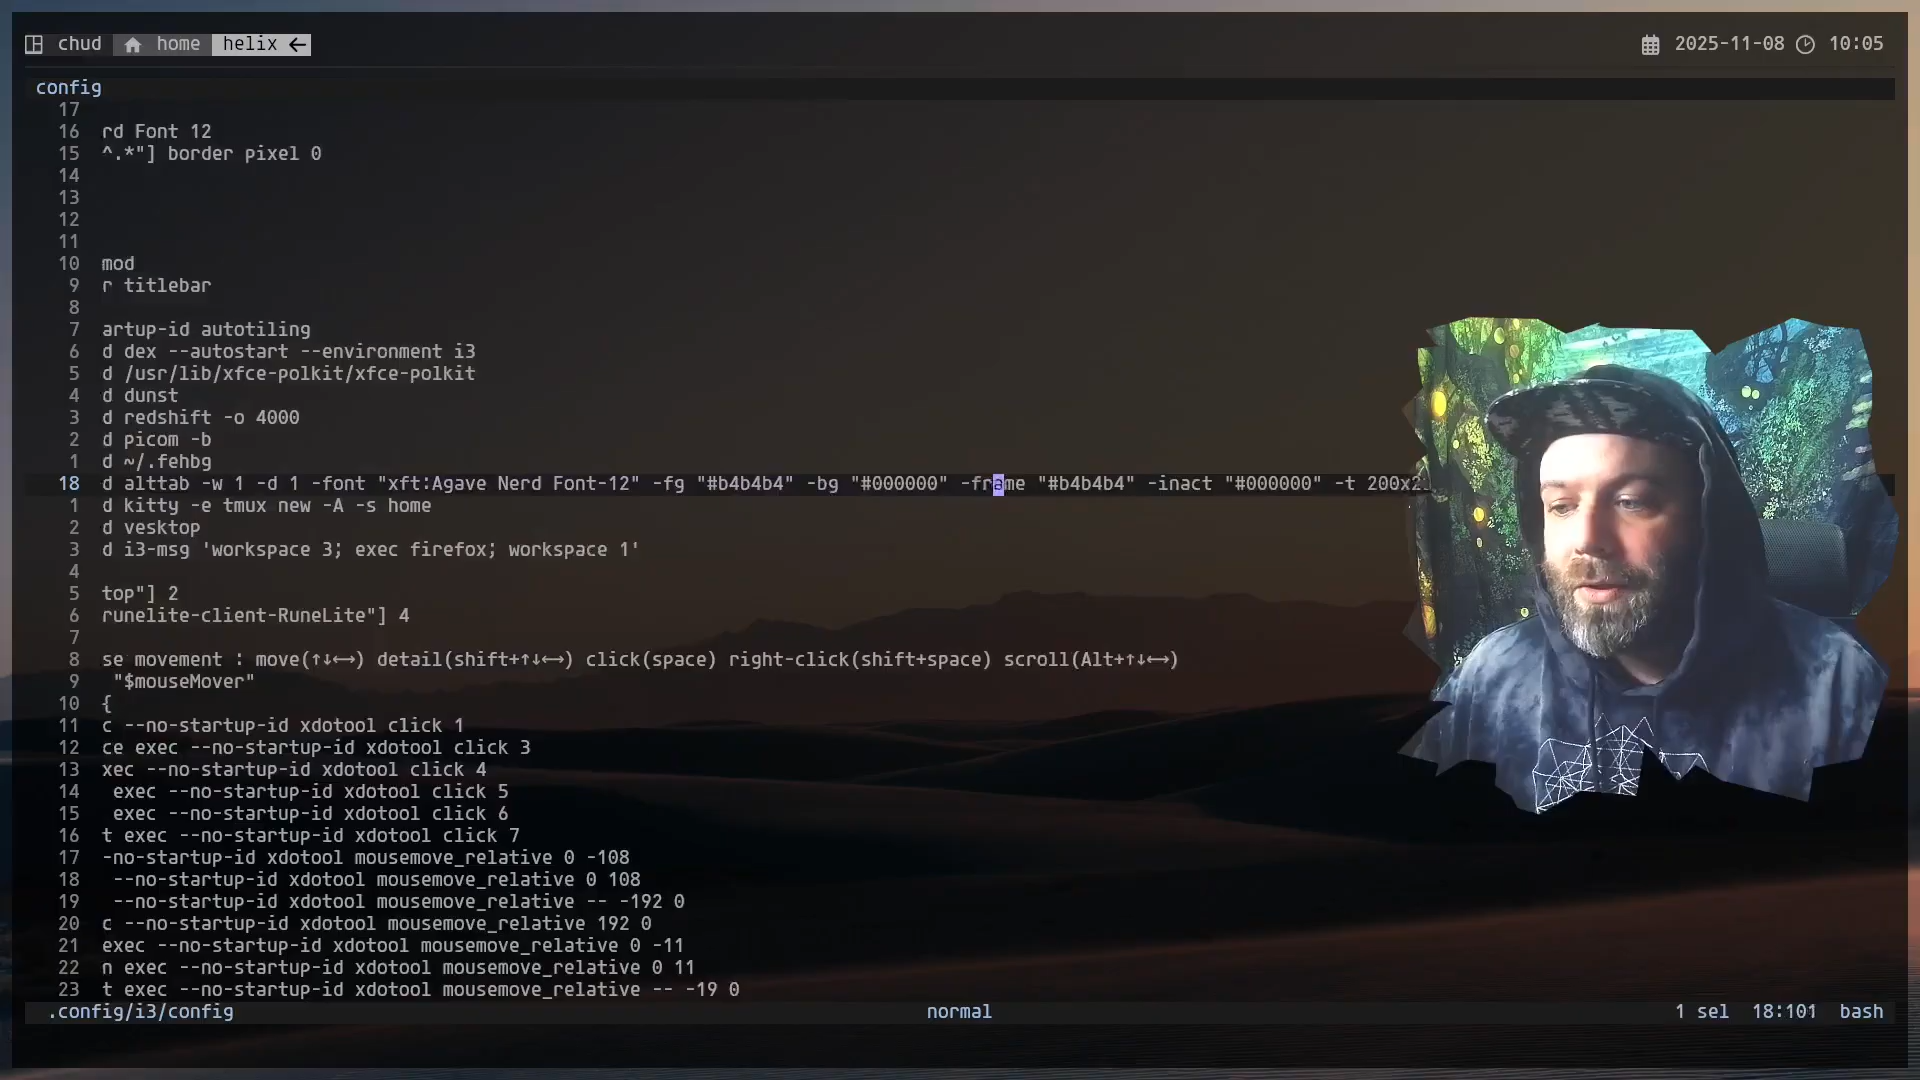 chud home helix ← 2025-11-08 10:05
config
17
16 rd Font 12
15 ^.*"] border pixel 0
14
13
12
11
10 mod
9 r titlebar
8
7 artup-id autotiling
6 d dex --autostart --environment i3
5 d /usr/lib/xfce-polkit/xfce-polkit
4 d dunst
3 d redshift -o 4000
2 d picom -b
1 d ~/.fehbg
18 d alttab -w 1 -d 1 -font "xft:Agave Nerd Font-12" -fg "#b4b4b4" -bg "#000000" -frame "#b4b4b4" -inact "#000000" -t 200x2
1 d kitty -e tmux new -A -s home
2 d vesktop
3 d i3-msg 'workspace 3; exec firefox; workspace 1'
4
5 top"] 2
6 runelite-client-RuneLite"] 4
7
8 se movement : move(↑↓←→) detail(shift+↑↓←→) click(space) right-click(shift+space) scroll(Alt+↑↓←→)
9 "$mouseMover"
10 {
11 c --no-startup-id xdotool click 1
12 ce exec --no-startup-id xdotool click 3
13 xec --no-startup-id xdotool click 4
14 exec --no-startup-id xdotool click 5
15 exec --no-startup-id xdotool click 6
16 t exec --no-startup-id xdotool click 7
17 -no-startup-id xdotool mousemove_relative 0 -108
18 --no-startup-id xdotool mousemove_relative 0 108
19 --no-startup-id xdotool mousemove_relative -- -192 0
20 c --no-startup-id xdotool mousemove_relative 192 0
21 exec --no-startup-id xdotool mousemove_relative 0 -11
22 n exec --no-startup-id xdotool mousemove_relative 0 11
23 t exec --no-startup-id xdotool mousemove_relative -- -19 0
.config/i3/config normal 1 sel 18:101 bash